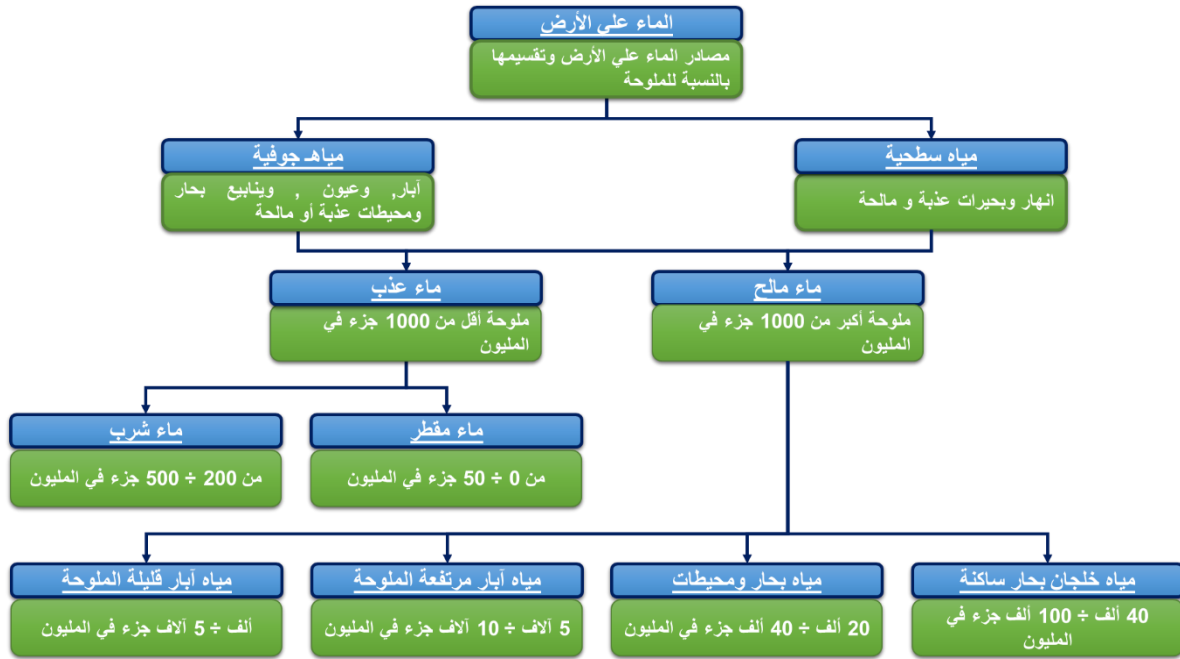 الماء علي الأرض
مصادر الماء علي الأرض وتقسيمها
بالنسبة للملوحة
مياه سطحية
انهار وبحيرات عذبة و مالحة
مياهـ جوفية
آبار, وعيون , وينابيع بحار
ومحيطات عذبة أو مالحة
ماء مالح
ملوحة أكبر من 1000 جزء في
المليون
ماء عذب
ملوحة أقل من 1000 جزء في
المليون
ماء مقطر
من 0 ÷ 50 جزء في المليون
ماء شرب
من 200 ÷ 500 جزء في المليون
مياه خلجان بحار ساكنة
40 ألف ÷ 100 ألف جزء في
المليون
مياه بحار ومحيطات
20 ألف ÷ 40 ألف جزء في المليون
مياه آبار مرتفعة الملوحة
5 آلاف ÷ 10 آلاف جزء في المليون
مياه آبار قليلة الملوحة
ألف ÷ 5 آلاف جزء في المليون